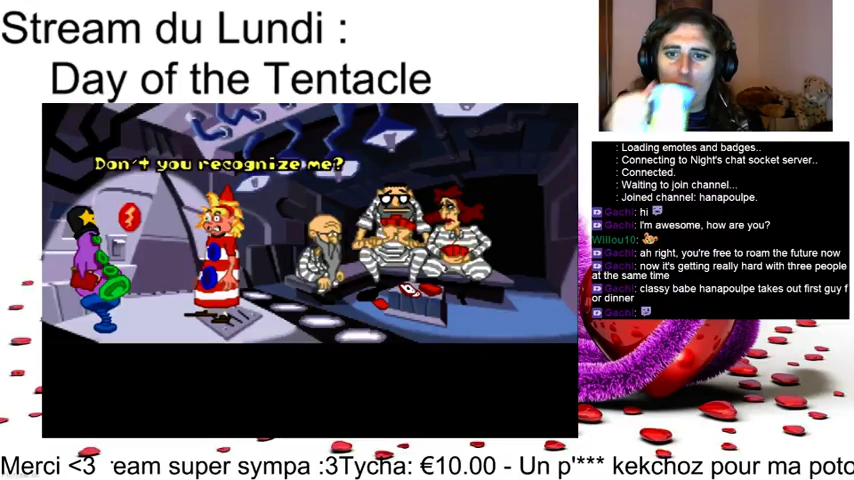 Stream du Lundi :
Day of the Tentacle
Don't you recognize me?
: Loading emotes and badges..
: Connecting to Night's chat socket server..
: Connected.
: Waiting to join channel...
: Joined channel: hanapoulpe.
Gachi: hi
Gachi: I'm awesome, how are you?
Willou10:
Gachi: ah right, you're free to roam the future now
Gachi: now it's getting really hard with three people
at the same time
Gachi: classy babe hanapoulpe takes out first guy f
or dinner
Gachi:
Merci <3 ream super sympa :3Tycha: €10.00 - Un p'*** kekchoz pour ma poto